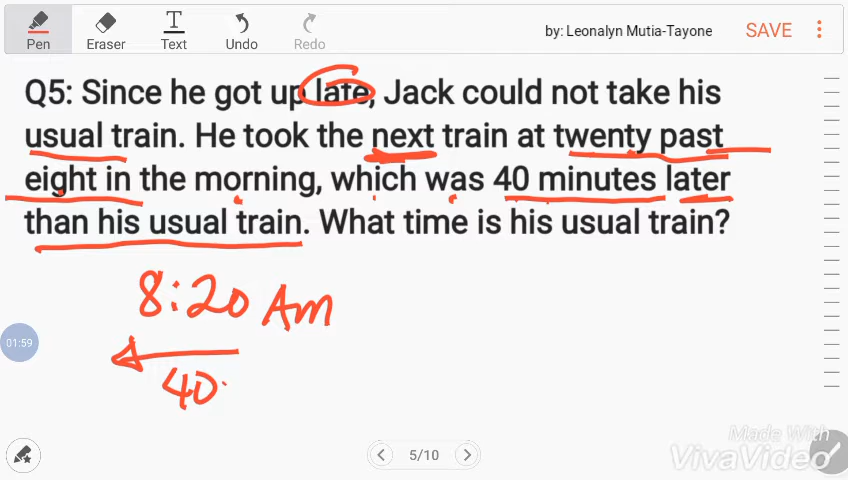 Pen
Eraser
T
Text
Undo
Redo
by: Leonalyn Mutia-Tayone
SAVE
Q5: Since he got up late, Jack could not take his
usual train. He took the next train at twenty past
eight in the morning, which was 40 minutes later
than his usual train. What time is his usual train?
8:20 Am
40
01:59
5/10
Made With
VivaVideo